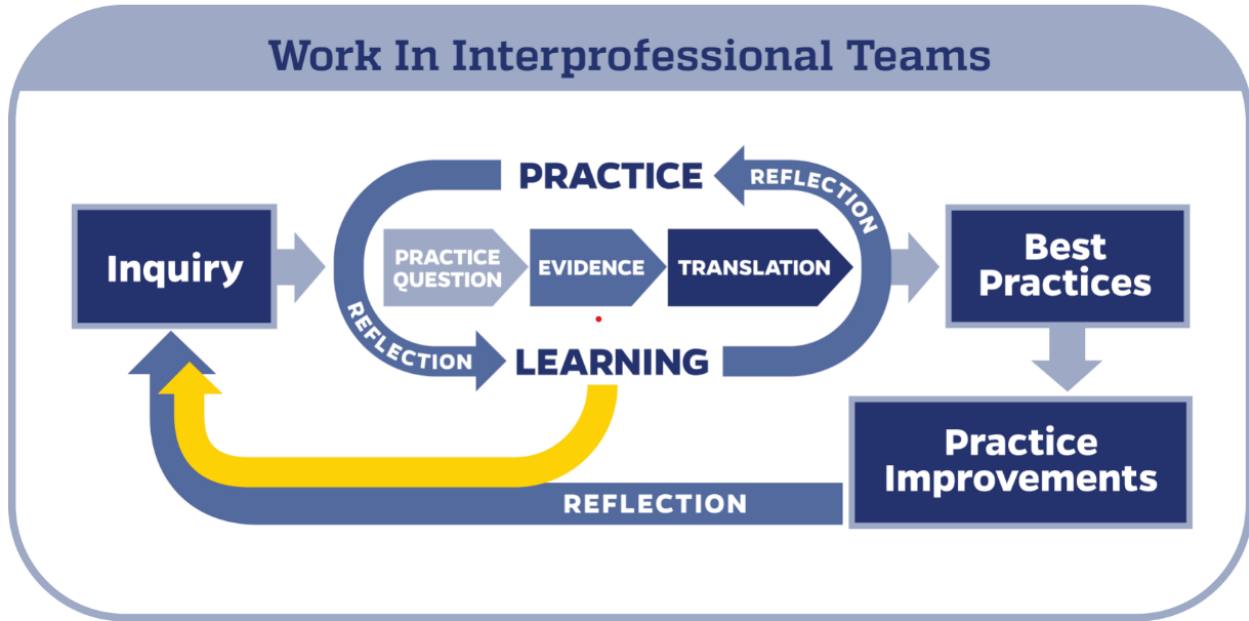 Work In Interprofessional Teams
PRACTICE
REFLECTION
Inquiry
PRACTICE
QUESTION
EVIDENCE
TRANSLATION
Best
Practices
REFLECTION
LEARNING
Practice
Improvements
REFLECTION